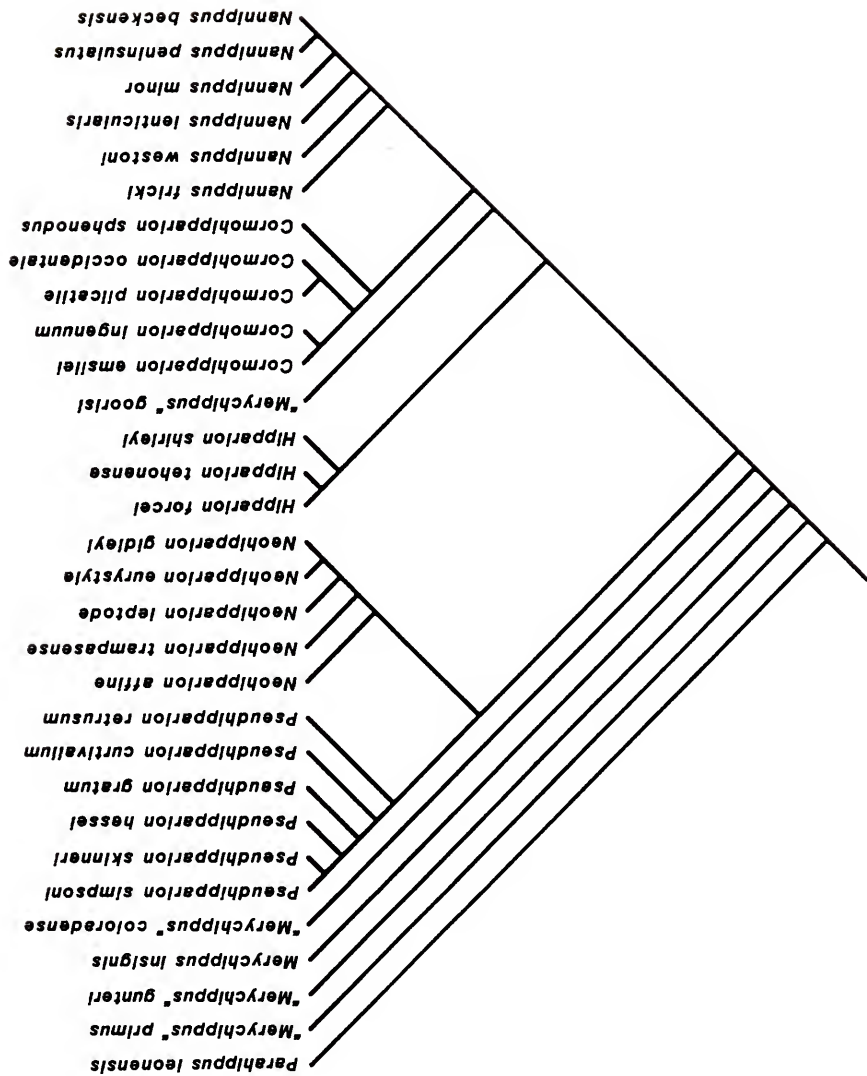 Parahippus leonensis
"Merychippus" primus
"Merychippus" gunteri
Merychippus insignis
"Merychippus" coloradense
Pseudhipparion simpsoni
Pseudhipparion skinneri
Pseudhipparion hessei
Pseudhipparion gratum
Pseudhipparion curtivallum
Pseudhipparion retrusum
Neohipparion affine
Neohipparion trampasense
Neohipparion leptode
Neohipparion eurystyle
Neohipparion gidleyi
Hipparion forcei
Hipparion tehonense
Hipparion shirleyi
"Merychippus" goorisi
Cormohipparion emsliei
Cormohipparion ingenuum
Cormohipparion plicatile
Cormohipparion occidentale
Cormohipparion sphenodus
Nannippus fricki
Nannippus westoni
Nannippus lenticularis
Nannippus minor
Nannippus peninsulatus
Nannippus beckensis